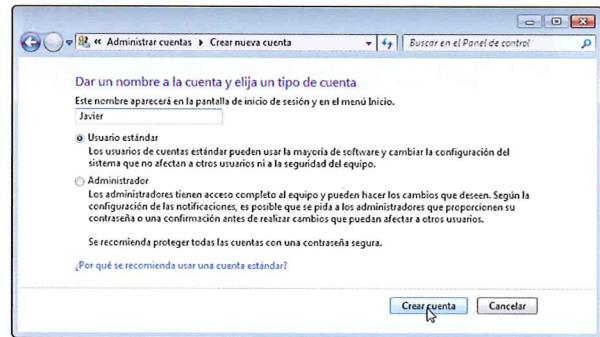 « Administrar cuentas ▸ Crear nueva cuenta
Buscar en el Panel de control
Dar un nombre a la cuenta y elija un tipo de cuenta
Este nombre aparecerá en la pantalla de inicio de sesión y en el menú Inicio.
Javier
Usuario estándar
Los usuarios de cuentas estándar pueden usar la mayoría de software y cambiar la configuración del
sistema que no afectan a otros usuarios ni a la seguridad del equipo.
Administrador
Los administradores tienen acceso completo al equipo y pueden hacer los cambios que deseen. Según la
configuración de las notificaciones, es posible que se pida a los administradores que proporcionen su
contraseña o una confirmación antes de realizar cambios que puedan afectar a otros usuarios.
Se recomienda proteger todas las cuentas con una contraseña segura.
¿Por qué se recomienda usar una cuenta estándar?
Crear cuenta
Cancelar